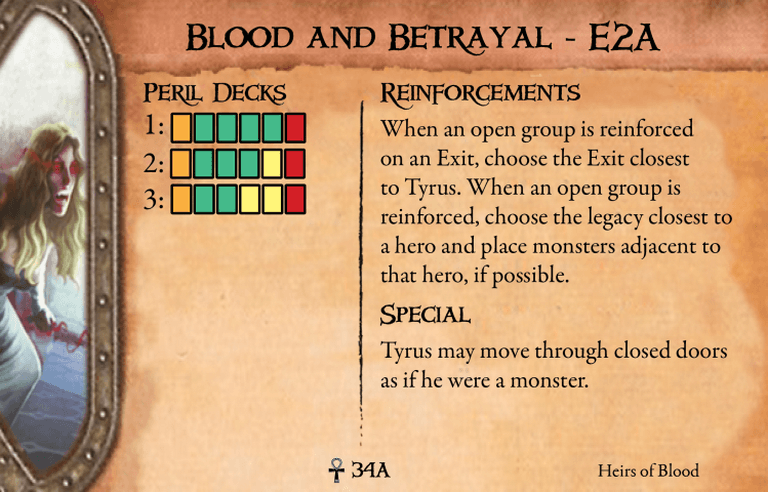 Blood and Betrayal - E2A
Peril Decks
1:
2:
3:
Reinforcements
When an open group is reinforced
on an Exit, choose the Exit closest
to Tyrus. When an open group is
reinforced, choose the legacy closest to
a hero and place monsters adjacent to
that hero, if possible.
Special
Tyrus may move through closed doors
as if he were a monster.
34A
Heirs of Blood